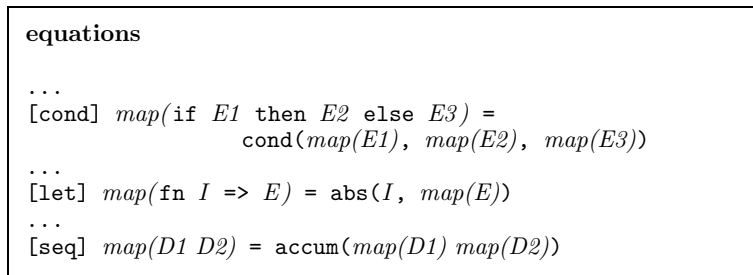 equations
...
[cond] map(if E1 then E2 else E3) =
cond(map(E1), map(E2), map(E3))
...
[let] map(fn I => E) = abs(I, map(E))
...
[seq] map(D1 D2) = accum(map(D1) map(D2))